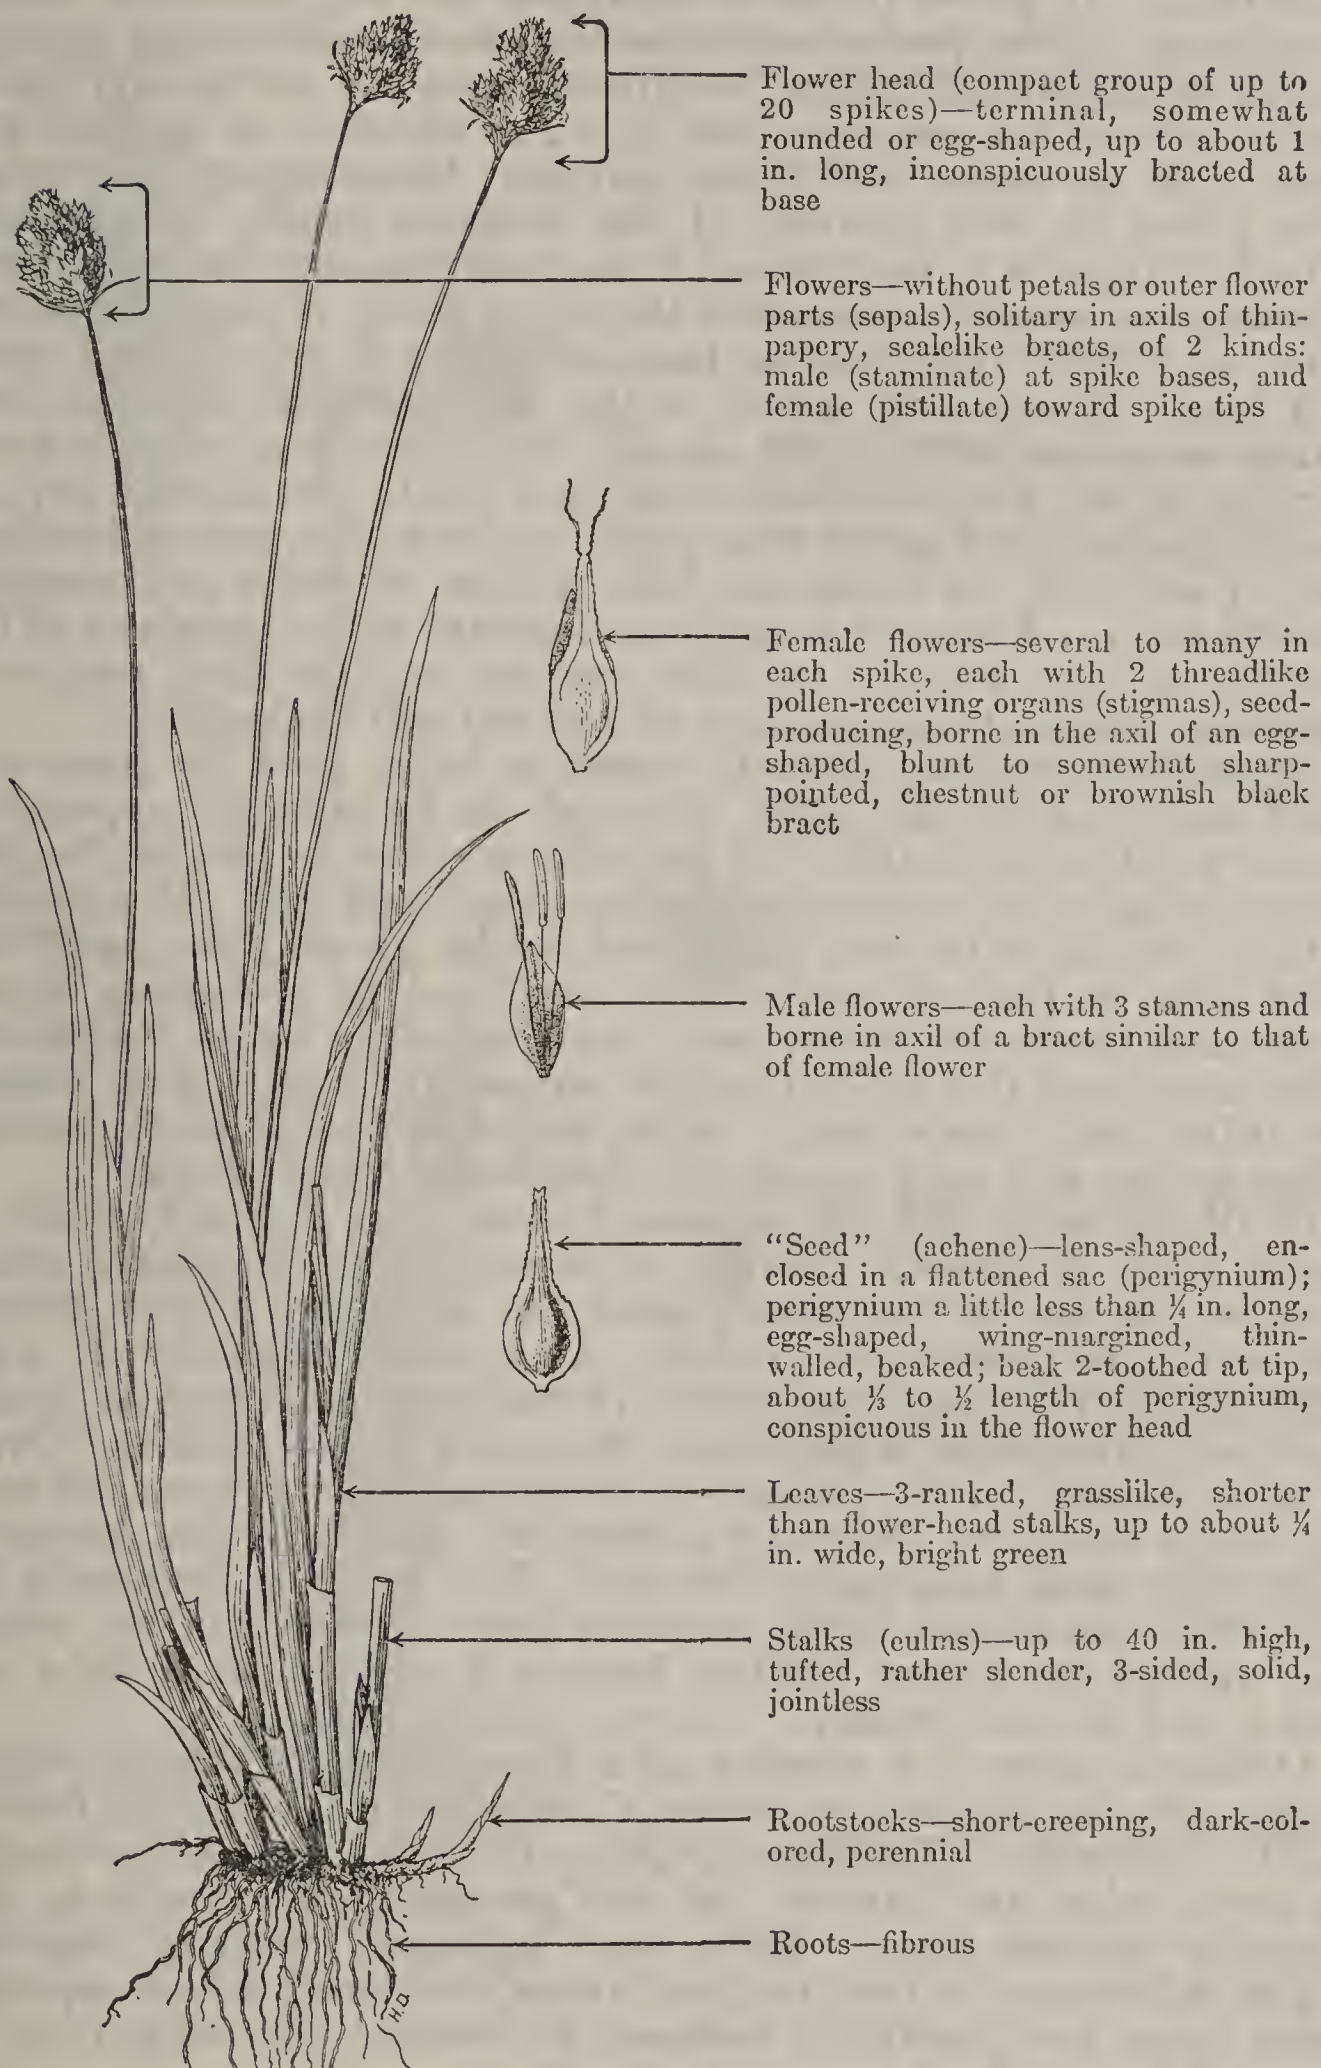 Flower head (compact group of up to
20 spikes)—terminal, somewhat
rounded or egg-shaped, up to about 1
in. long, inconspicuously bracted at
base
Flowers—without petals or outer flower
parts (sepals), solitary in axils of thin-
papery, scalelike bracts, of 2 kinds:
male (staminate) at spike bases, and
female (pistillate) toward spike tips
Female flowers—several to many in
each spike, each with 2 threadlike
pollen-receiving organs (stigmas), seed-
producing, borne in the axil of an egg-
shaped, blunt to somewhat sharp-
pointed, chestnut or brownish black
bract
Male flowers—each with 3 stamens and
borne in axil of a bract similar to that
of female flower
“Seed” (achene)—lens-shaped, en-
closed in a flattened sac (perigynium);
perigynium a little less than ¼ in. long,
egg-shaped, wing-margined, thin-
walled, beaked; beak 2-toothed at tip,
about ⅓ to ½ length of perigynium,
conspicuous in the flower head
Leaves—3-ranked, grasslike, shorter
than flower-head stalks, up to about ¼
in. wide, bright green
Stalks (culms)—up to 40 in. high,
tufted, rather slender, 3-sided, solid,
jointless
Rootstocks—short-creeping, dark-col-
ored, perennial
Roots—fibrous
H.D.